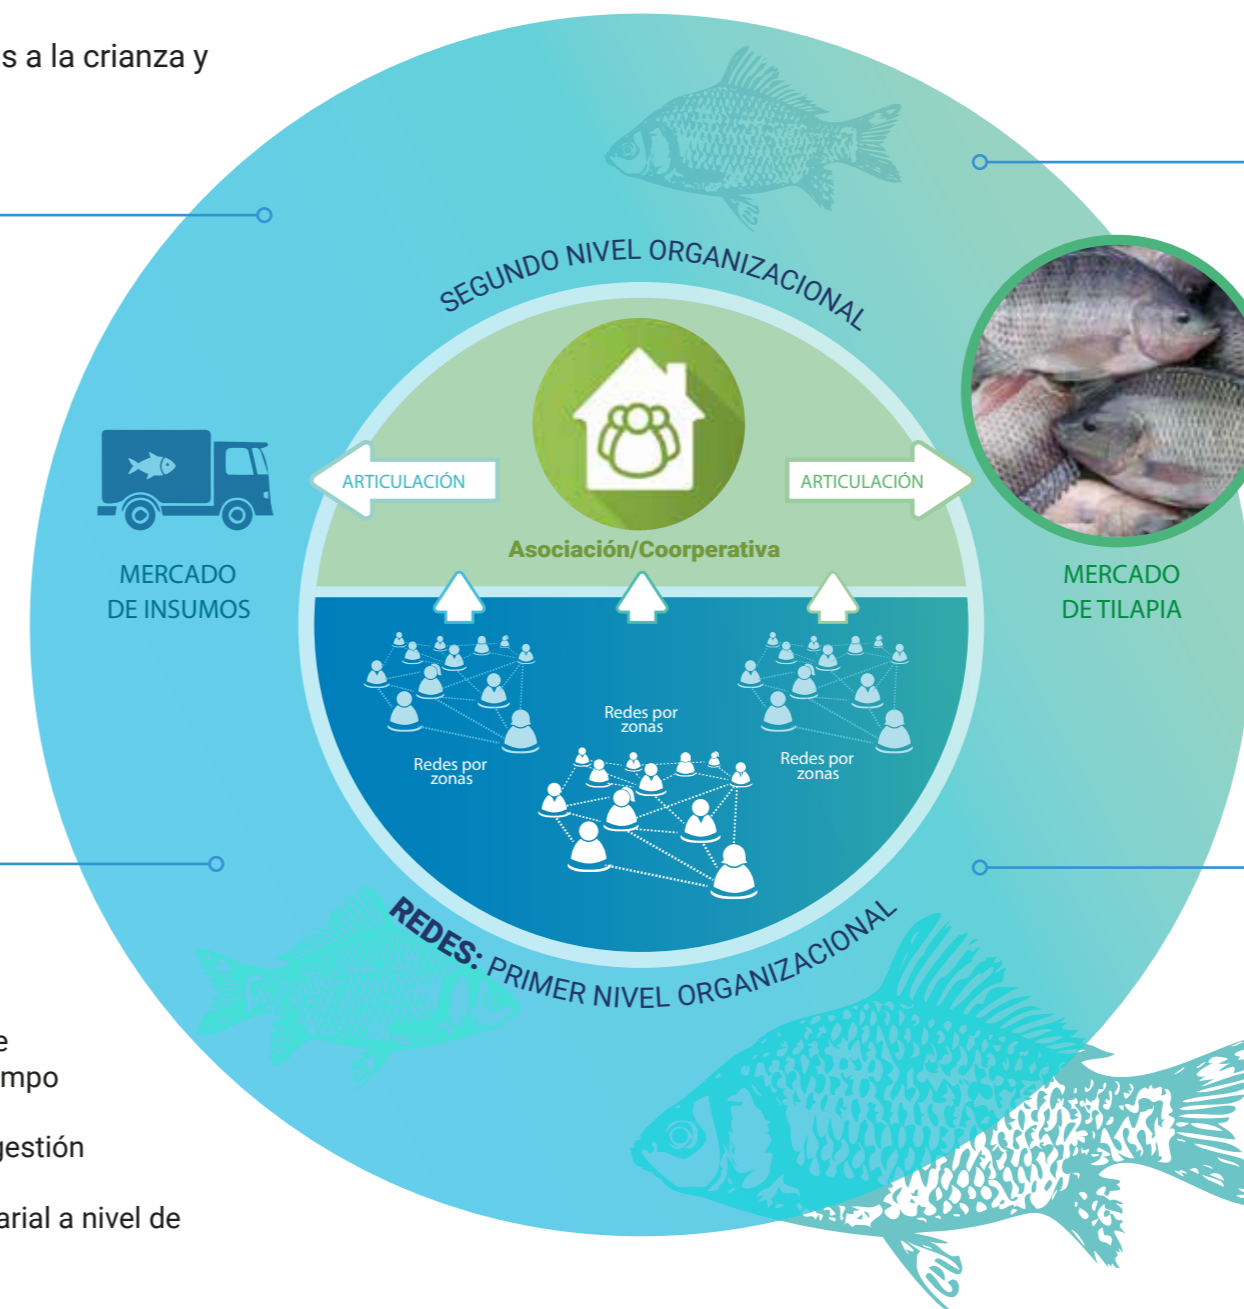 s a la crianza y
SEGUNDO NIVEL ORGANIZACIONAL
ARTICULACIÓN
ARTICULACIÓN
Asociación/Coorperativa
MERCADO
DE INSUMOS
MERCADO
DE TILAPIA
Redes por
zonas
Redes por
zonas
Redes por
zonas
REDES: PRIMER NIVEL ORGANIZACIONAL
e
mpo
gestión
arial a nivel de